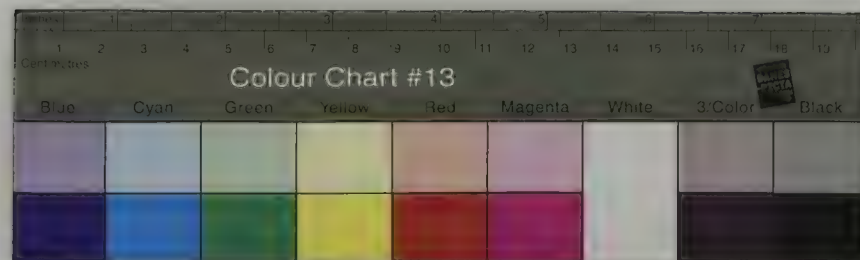 Inches 1 2 3 4 5 6 7
1 2 3 4 5 6 7 8 9 10 11 12 13 14 15 16 17 18 19
Centimetres
Colour Chart #13
Blue Cyan Green Yellow Red Magenta White 3/Color Black